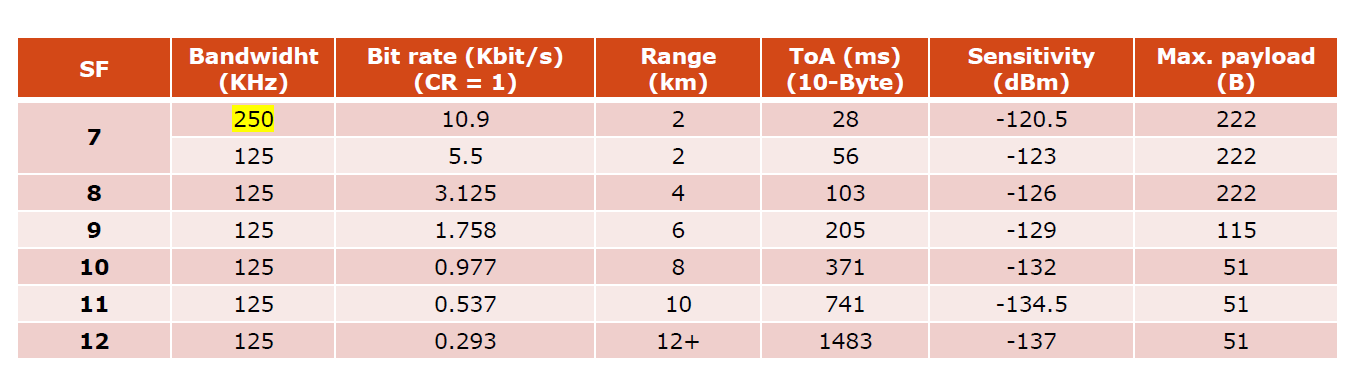 SF Bandwidht (KHz) Bit rate (Kbit/s) (CR = 1) Range (km) ToA (ms) (10-Byte) Sensitivity (dBm) Max. payload (B)
7 250 10.9 2 28 -120.5 222
125 5.5 2 56 -123 222
8 125 3.125 4 103 -126 222
9 125 1.758 6 205 -129 115
10 125 0.977 8 371 -132 51
11 125 0.537 10 741 -134.5 51
12 125 0.293 12+ 1483 -137 51